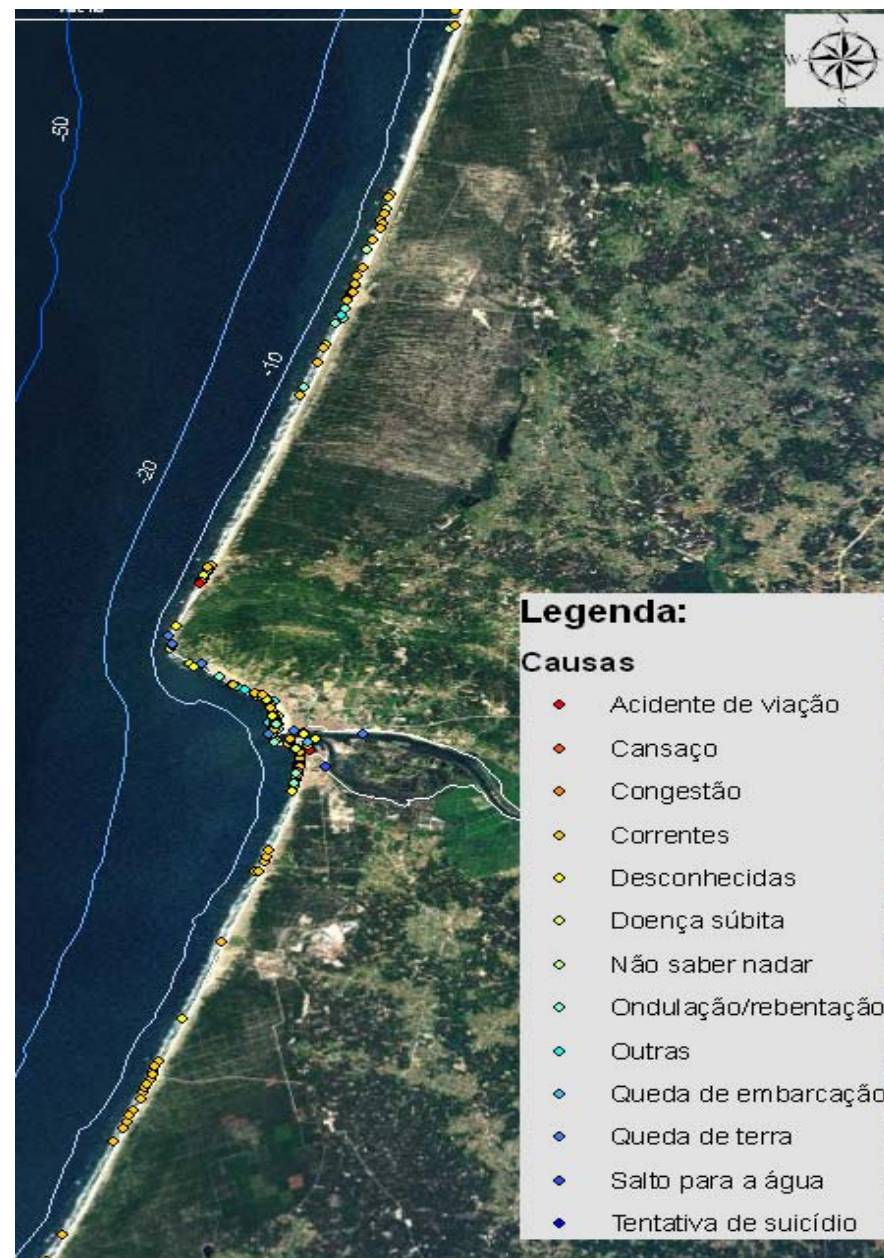 N
W
S
-50
-10
-20
Legenda:
Causas
Acidente de viação
Cansaço
Congestão
Correntes
Desconhecidas
Doença súbita
Não saber nadar
Ondulação/rebentação
Outras
Queda de embarcação
Queda de terra
Salto para a água
Tentativa de suicídio